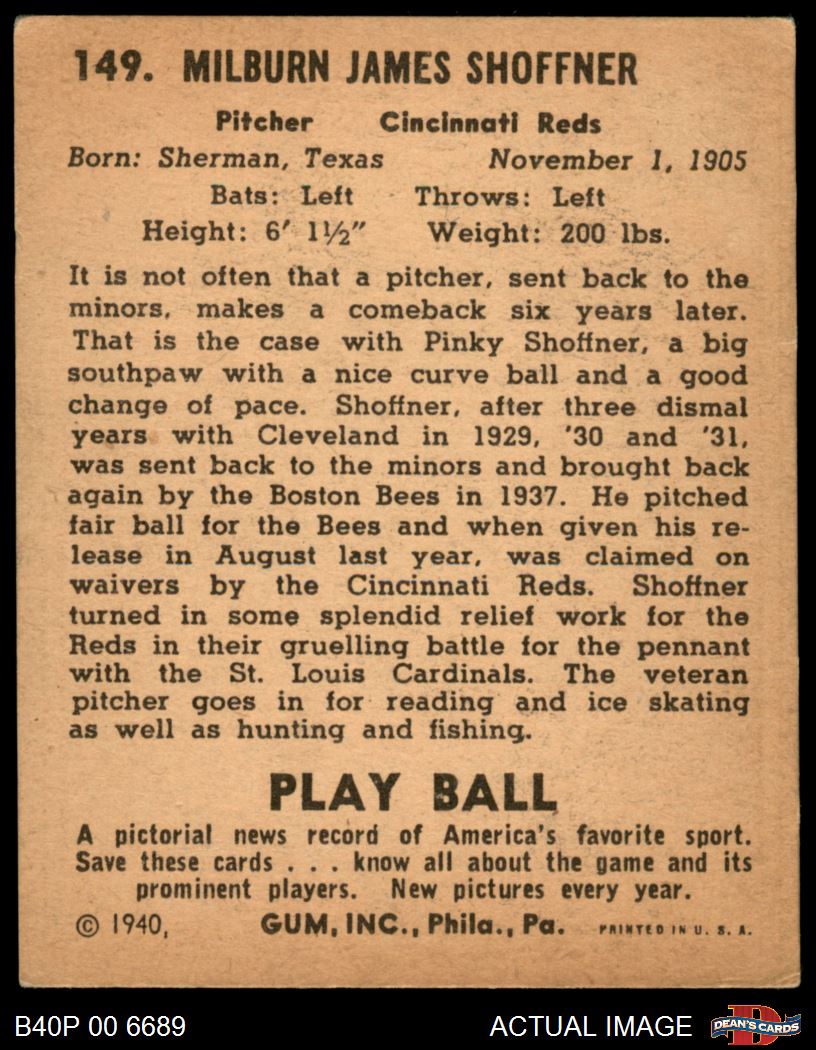 149. MILBURN JAMES SHOFFNER
Pitcher Cincinnati Reds
Born: Sherman, Texas November 1, 1905
Bats: Left Throws: Left
Height: 6′ 1½″ Weight: 200 lbs.
It is not often that a pitcher, sent back to the
minors, makes a comeback six years later.
That is the case with Pinky Shoffner, a big
southpaw with a nice curve ball and a good
change of pace. Shoffner, after three dismal
years with Cleveland in 1929, '30 and '31,
was sent back to the minors and brought back
again by the Boston Bees in 1937. He pitched
fair ball for the Bees and when given his re-
lease in August last year, was claimed on
waivers by the Cincinnati Reds. Shoffner
turned in some splendid relief work for the
Reds in their gruelling battle for the pennant
with the St. Louis Cardinals. The veteran
pitcher goes in for reading and ice skating
as well as hunting and fishing.
PLAY BALL
A pictorial news record of America's favorite sport.
Save these cards . . . know all about the game and its
prominent players. New pictures every year.
© 1940, GUM, INC., Phila., Pa. PRINTED IN U. S. A.
B40P 00 6689 ACTUAL IMAGE D DEAN'S CARDS